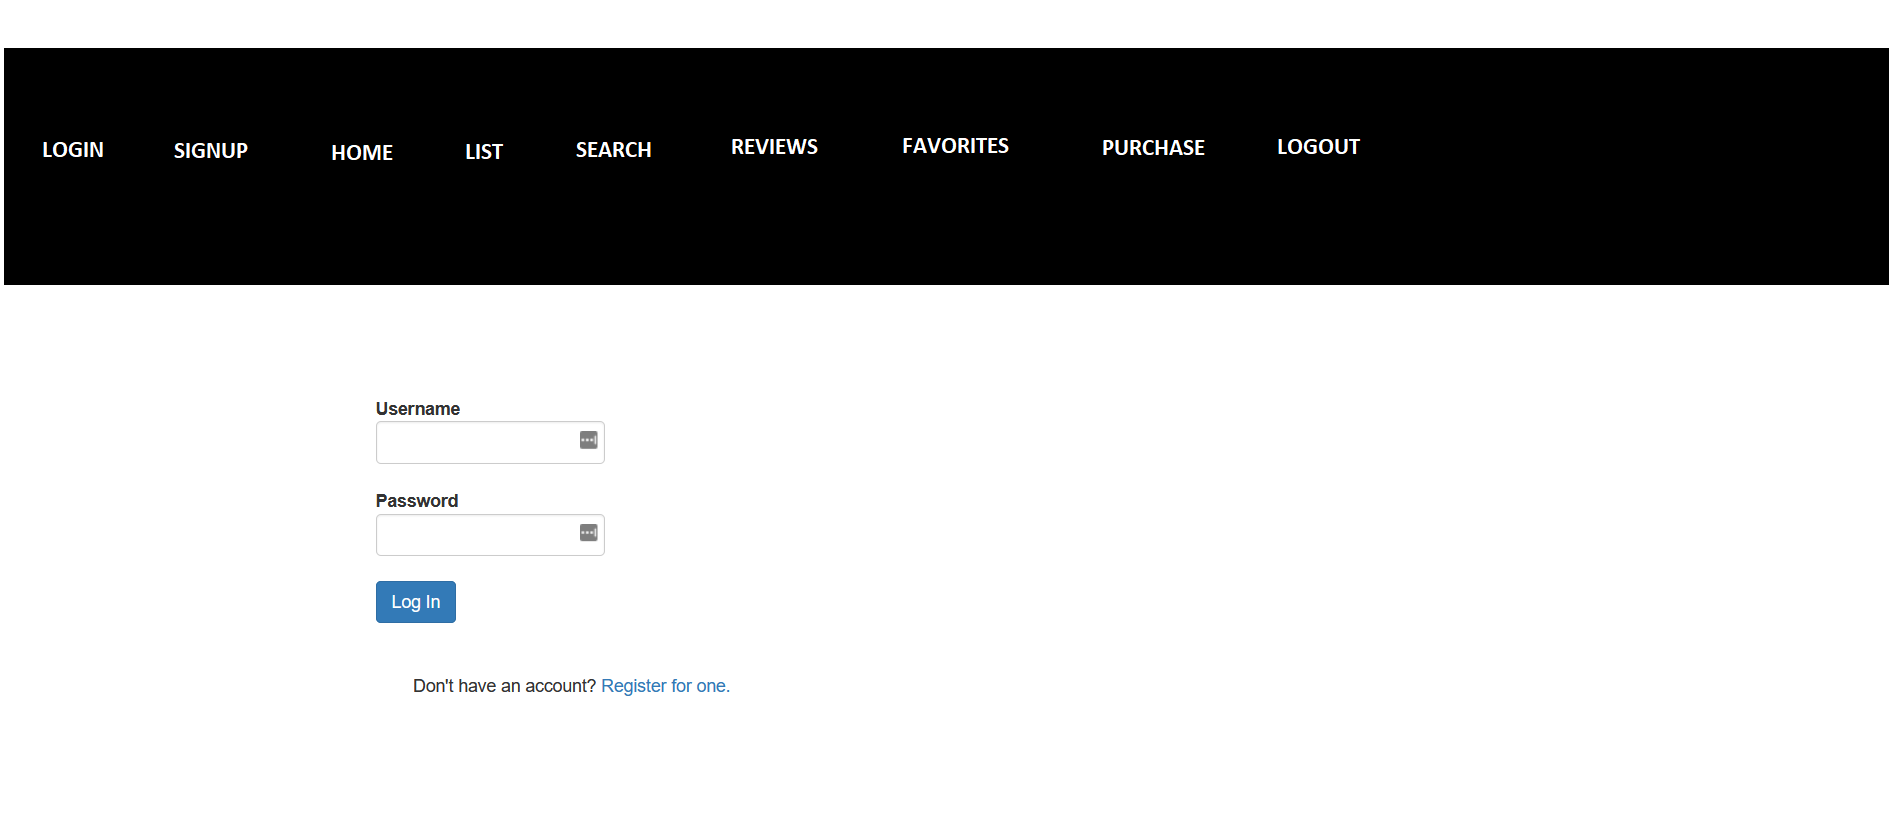 LOGIN SIGNUP HOME LIST SEARCH REVIEWS FAVORITES PURCHASE LOGOUT
Username
Password
Log In
Don't have an account? Register for one.